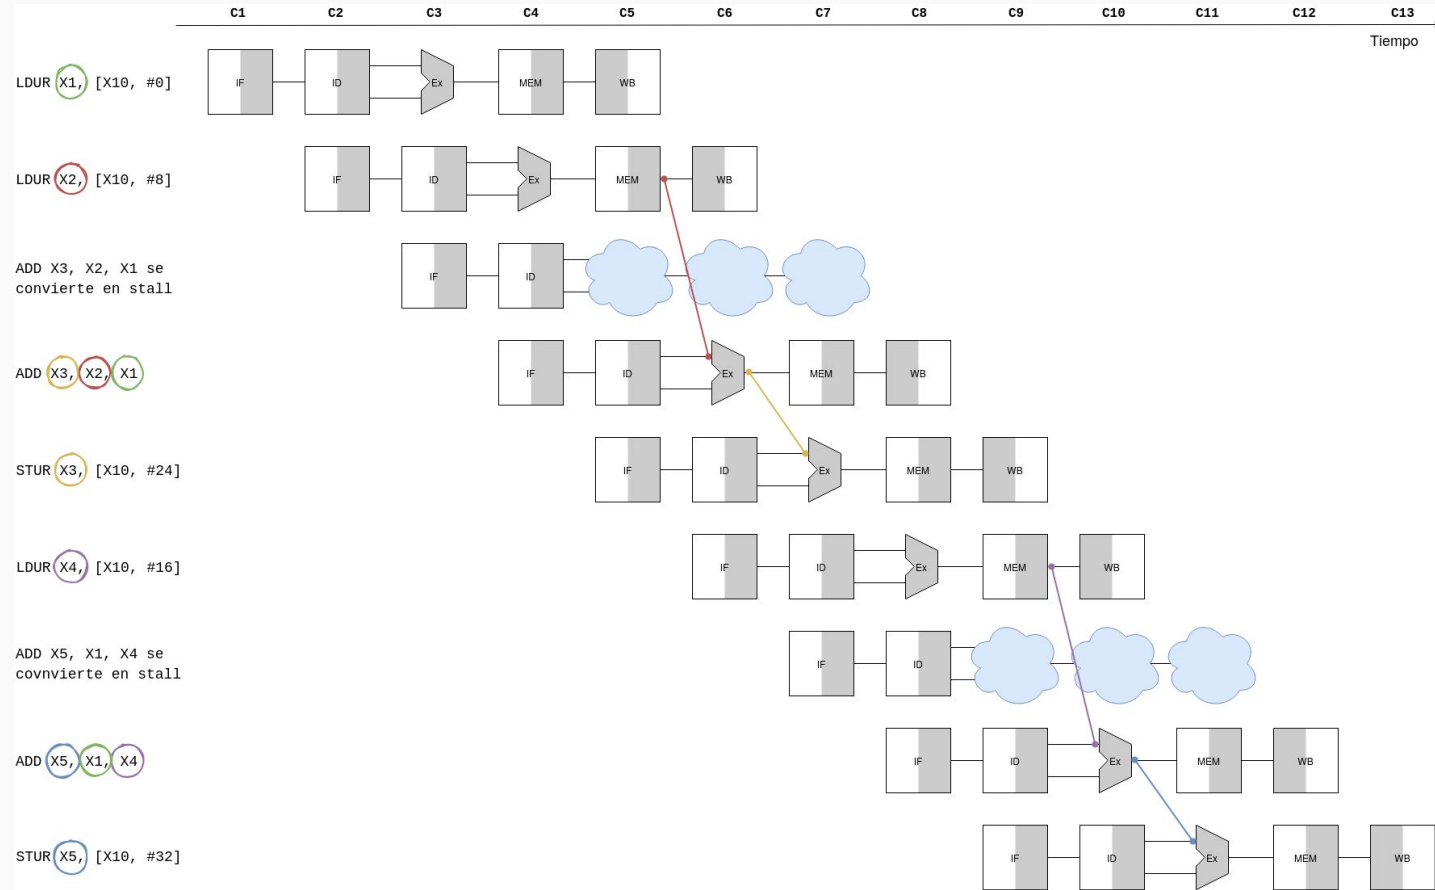 C1 C2 C3 C4 C5 C6 C7 C8 C9 C10 C11 C12 C13
Tiempo
LDUR X1, [X10, #0] IF ID Ex MEM WB
LDUR X2, [X10, #8] IF ID Ex MEM WB
ADD X3, X2, X1 se
convierte en stall
IF ID
ADD X3, X2, X1 IF ID Ex MEM WB
STUR X3, [X10, #24] IF ID Ex MEM WB
LDUR X4, [X10, #16] IF ID Ex MEM WB
ADD X5, X1, X4 se
covnvierte en stall
IF ID
ADD X5, X1, X4 IF ID Ex MEM WB
STUR X5, [X10, #32] IF ID Ex MEM WB